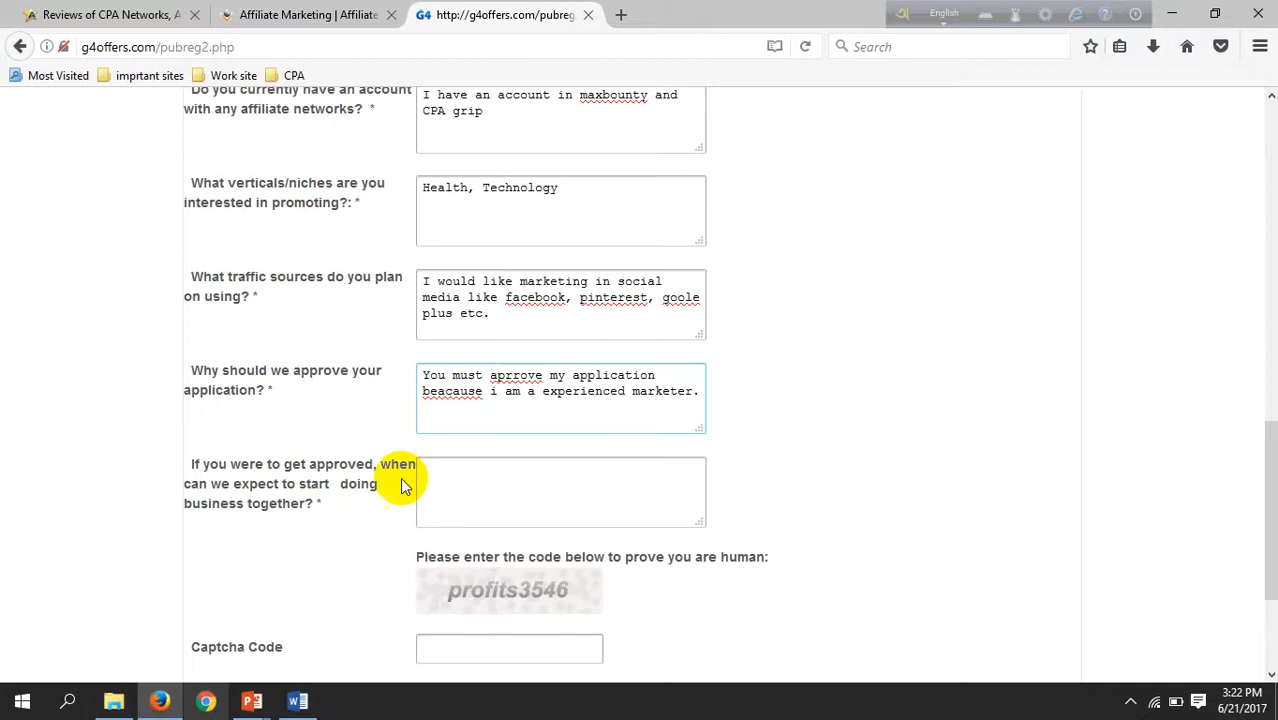 Reviews of CPA Networks, A
Affiliate Marketing | Affiliate
G4 http://g4offers.com/pubreg
English
g4offers.com/pubreg2.php
Search
Most Visited
imprtant sites
Work site
CPA
Do you currently have an account
with any affiliate networks? *
I have an account in maxbounty and
CPA grip
What verticals/niches are you
interested in promoting?: *
Health, Technology
What traffic sources do you plan
on using? *
I would like marketing in social
media like facebook, pinterest, goole
plus etc.
Why should we approve your
application? *
You must aprrove my application
beacause i am a experienced marketer.
If you were to get approved, when
can we expect to start doing
business together? *
Please enter the code below to prove you are human:
profits3546
Captcha Code
3:22 PM
6/21/2017